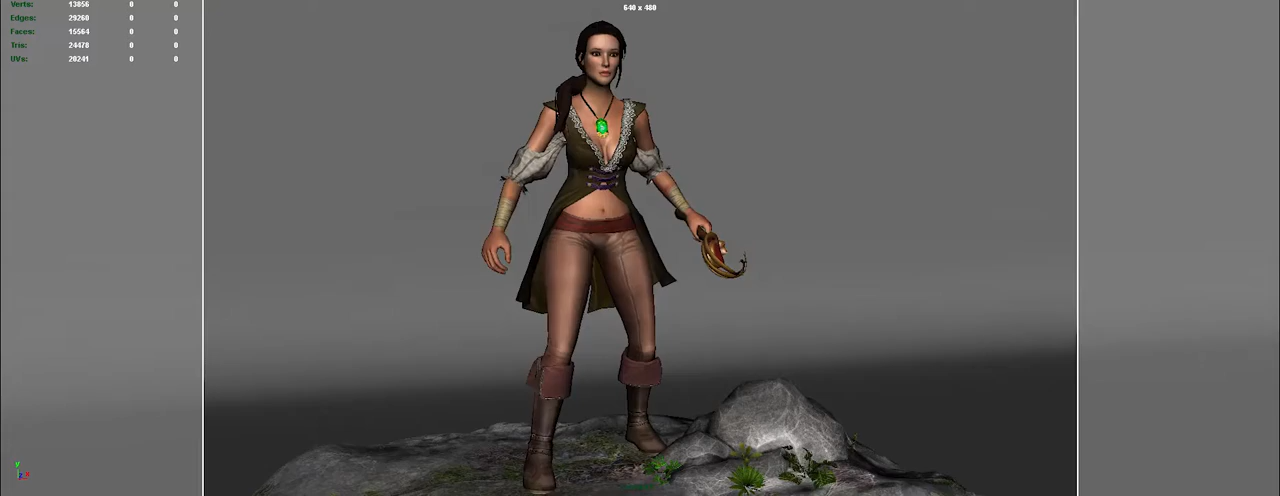 Verts: 13856 0 0
640 x 480
Edges: 29260 0 0
Faces: 15564 0 0
Tris: 24478 0 0
UVs: 20241 0 0
y
x